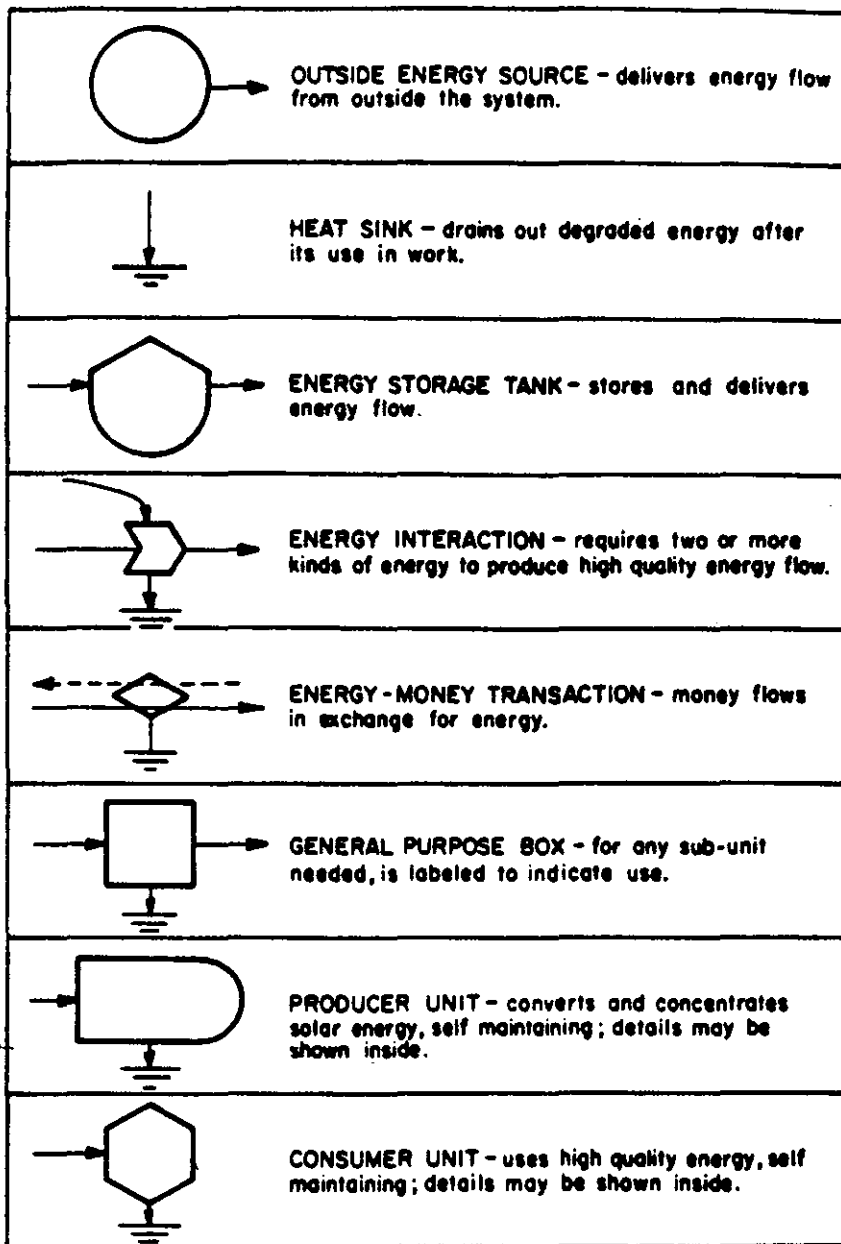 OUTSIDE ENERGY SOURCE - delivers energy flow
from outside the system.
HEAT SINK - drains out degraded energy after
its use in work.
ENERGY STORAGE TANK - stores and delivers
energy flow.
ENERGY INTERACTION - requires two or more
kinds of energy to produce high quality energy flow.
ENERGY-MONEY TRANSACTION - money flows
in exchange for energy.
GENERAL PURPOSE BOX - for any sub-unit
needed, is labeled to indicate use.
PRODUCER UNIT - converts and concentrates
solar energy, self maintaining; details may be
shown inside.
CONSUMER UNIT - uses high quality energy, self
maintaining; details may be shown inside.